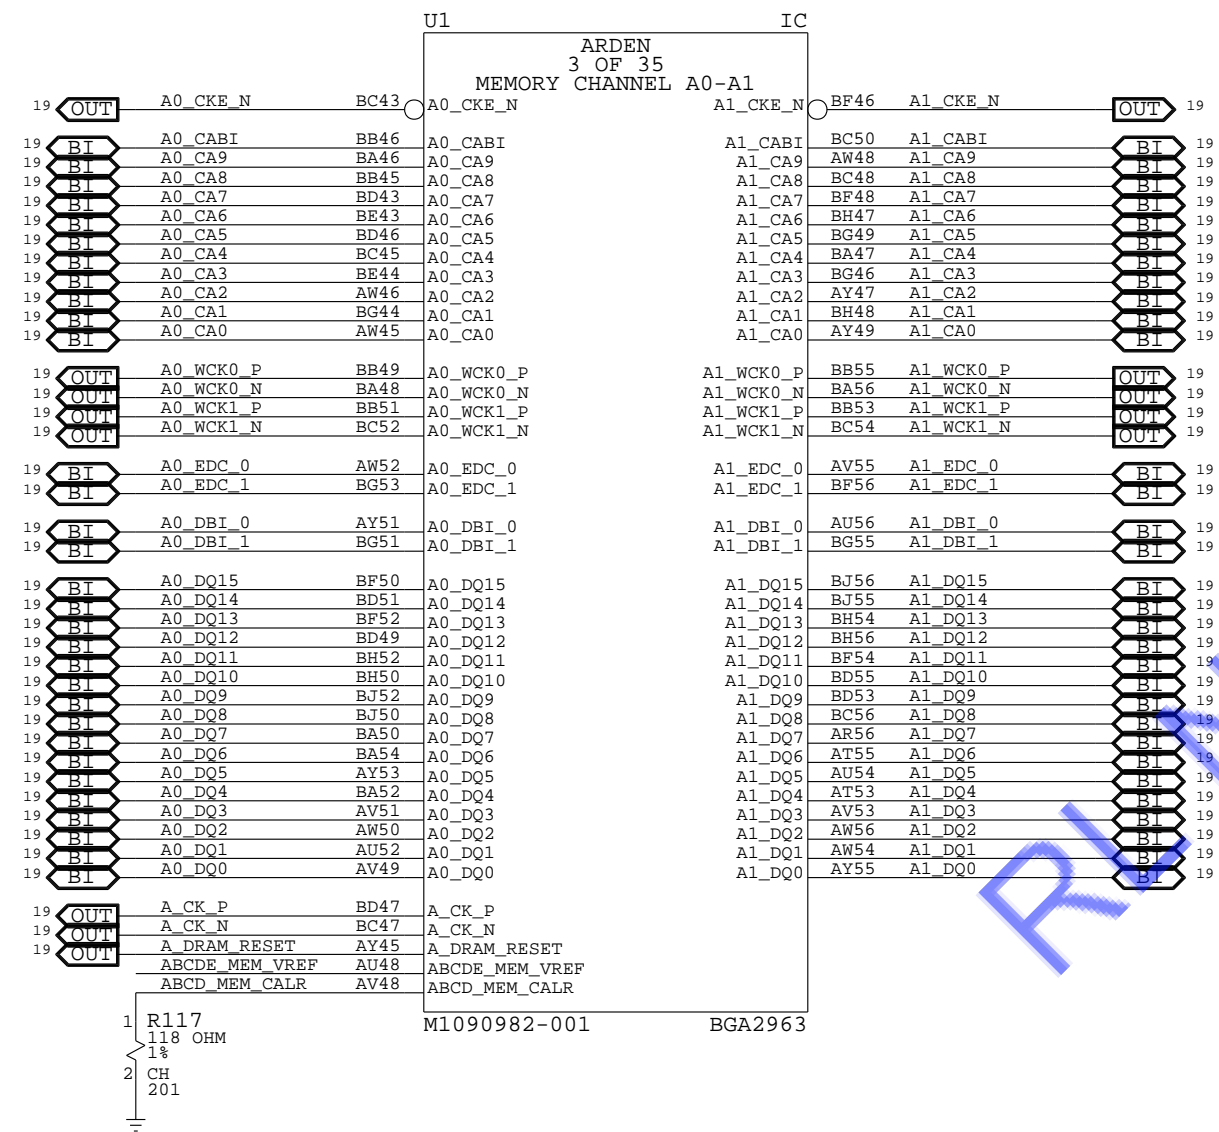 U1 IC
ARDEN
3 OF 35
MEMORY CHANNEL A0-A1
19 OUT A0_CKE_N BC43 A0_CKE_N A1_CKE_N BF46 A1_CKE_N OUT 19
19 BI A0_CABI BB46 A0_CABI A1_CABI BC50 A1_CABI BI 19
19 BI A0_CA9 BA46 A0_CA9 A1_CA9 AW48 A1_CA9 BI 19
19 BI A0_CA8 BB45 A0_CA8 A1_CA8 BC48 A1_CA8 BI 19
19 BI A0_CA7 BD43 A0_CA7 A1_CA7 BF48 A1_CA7 BI 19
19 BI A0_CA6 BE43 A0_CA6 A1_CA6 BH47 A1_CA6 BI 19
19 BI A0_CA5 BD46 A0_CA5 A1_CA5 BG49 A1_CA5 BI 19
19 BI A0_CA4 BC45 A0_CA4 A1_CA4 BA47 A1_CA4 BI 19
19 BI A0_CA3 BE44 A0_CA3 A1_CA3 BG46 A1_CA3 BI 19
19 BI A0_CA2 AW46 A0_CA2 A1_CA2 AY47 A1_CA2 BI 19
19 BI A0_CA1 BG44 A0_CA1 A1_CA1 BH48 A1_CA1 BI 19
19 BI A0_CA0 AW45 A0_CA0 A1_CA0 AY49 A1_CA0 BI 19
19 OUT A0_WCK0_P BB49 A0_WCK0_P A1_WCK0_P BB55 A1_WCK0_P OUT 19
19 OUT A0_WCK0_N BA48 A0_WCK0_N A1_WCK0_N BA56 A1_WCK0_N OUT 19
19 OUT A0_WCK1_P BB51 A0_WCK1_P A1_WCK1_P BB53 A1_WCK1_P OUT 19
19 OUT A0_WCK1_N BC52 A0_WCK1_N A1_WCK1_N BC54 A1_WCK1_N OUT 19
19 BI A0_EDC_0 AW52 A0_EDC_0 A1_EDC_0 AV55 A1_EDC_0 BI 19
19 BI A0_EDC_1 BG53 A0_EDC_1 A1_EDC_1 BF56 A1_EDC_1 BI 19
19 BI A0_DBI_0 AY51 A0_DBI_0 A1_DBI_0 AU56 A1_DBI_0 BI 19
19 BI A0_DBI_1 BG51 A0_DBI_1 A1_DBI_1 BG55 A1_DBI_1 BI 19
19 BI A0_DQ15 BF50 A0_DQ15 A1_DQ15 BJ56 A1_DQ15 BI 19
19 BI A0_DQ14 BD51 A0_DQ14 A1_DQ14 BJ55 A1_DQ14 BI 19
19 BI A0_DQ13 BF52 A0_DQ13 A1_DQ13 BH54 A1_DQ13 BI 19
19 BI A0_DQ12 BD49 A0_DQ12 A1_DQ12 BH56 A1_DQ12 BI 19
19 BI A0_DQ11 BH52 A0_DQ11 A1_DQ11 BF54 A1_DQ11 BI 19
19 BI A0_DQ10 BH50 A0_DQ10 A1_DQ10 BD55 A1_DQ10 BI 19
19 BI A0_DQ9 BJ52 A0_DQ9 A1_DQ9 BD53 A1_DQ9 BI 19
19 BI A0_DQ8 BJ50 A0_DQ8 A1_DQ8 BC56 A1_DQ8 BI 19
19 BI A0_DQ7 BA50 A0_DQ7 A1_DQ7 AR56 A1_DQ7 BI 19
19 BI A0_DQ6 BA54 A0_DQ6 A1_DQ6 AT55 A1_DQ6 BI 19
19 BI A0_DQ5 AY53 A0_DQ5 A1_DQ5 AU54 A1_DQ5 BI 19
19 BI A0_DQ4 BA52 A0_DQ4 A1_DQ4 AT53 A1_DQ4 BI 19
19 BI A0_DQ3 AV51 A0_DQ3 A1_DQ3 AV53 A1_DQ3 BI 19
19 BI A0_DQ2 AW50 A0_DQ2 A1_DQ2 AW56 A1_DQ2 BI 19
19 BI A0_DQ1 AU52 A0_DQ1 A1_DQ1 AW54 A1_DQ1 BI 19
19 BI A0_DQ0 AV49 A0_DQ0 A1_DQ0 AY55 A1_DQ0 BI 19
19 OUT A_CK_P BD47 A_CK_P
19 OUT A_CK_N BC47 A_CK_N
19 OUT A_DRAM_RESET AY45 A_DRAM_RESET
ABCDE_MEM_VREF AU48 ABCDE_MEM_VREF
ABCD_MEM_CALR AV48 ABCD_MEM_CALR
M1090982-001 BGA2963
1 R117
118 OHM
1%
2 CH
201